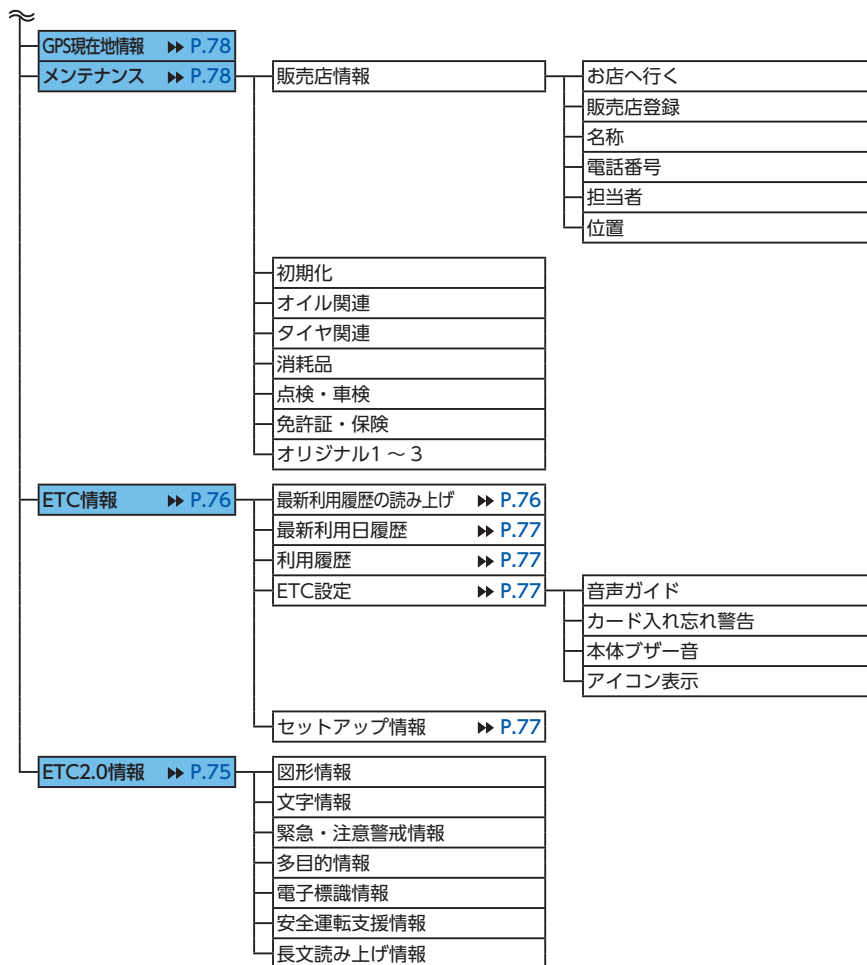 GPS現在地情報 ▶▶ P.78
メンテナンス ▶▶ P.78
販売店情報
お店へ行く
販売店登録
名称
電話番号
担当者
位置
初期化
オイル関連
タイヤ関連
消耗品
点検・車検
免許証・保険
オリジナル1 ～ 3
ETC情報 ▶▶ P.76
最新利用履歴の読み上げ ▶▶ P.76
最新利用日履歴 ▶▶ P.77
利用履歴 ▶▶ P.77
ETC設定 ▶▶ P.77
音声ガイド
カード入れ忘れ警告
本体ブザー音
アイコン表示
セットアップ情報 ▶▶ P.77
ETC2.0情報 ▶▶ P.75
図形情報
文字情報
緊急・注意警戒情報
多目的情報
電子標識情報
安全運転支援情報
長文読み上げ情報